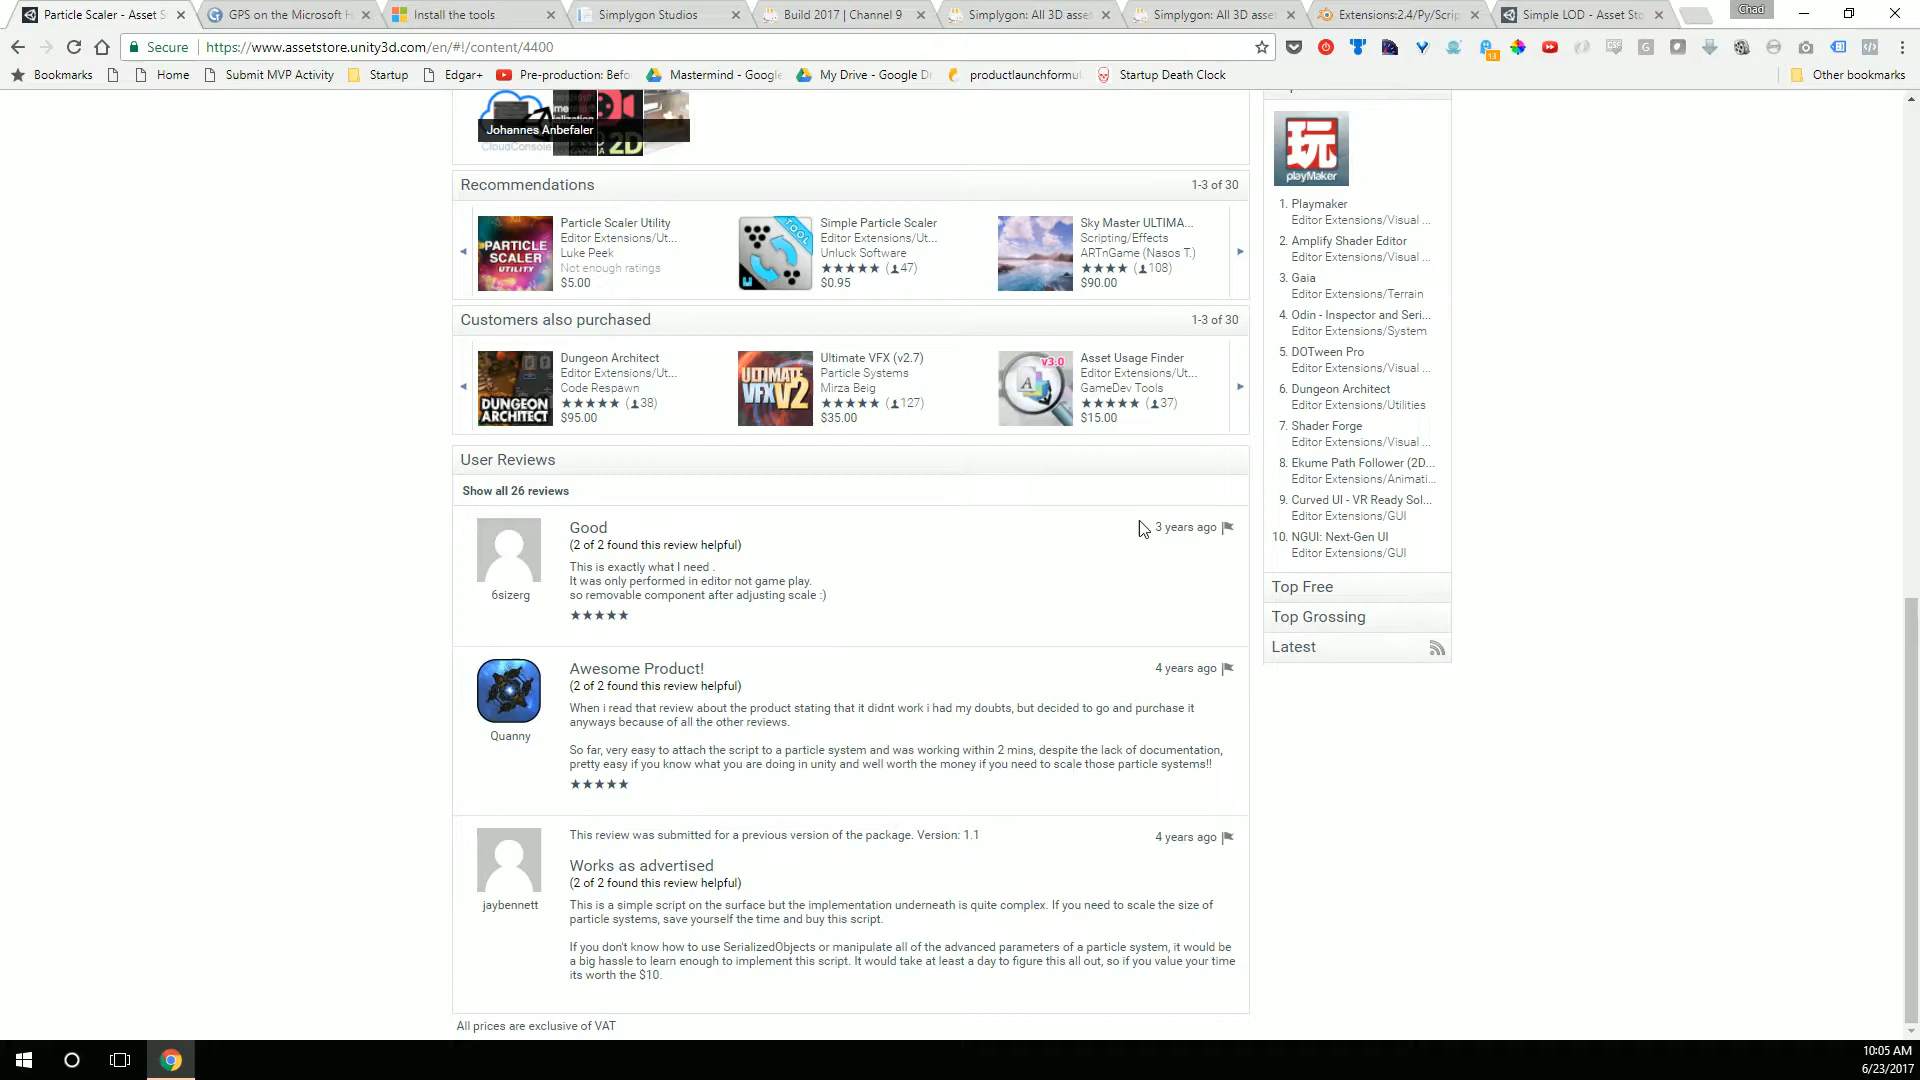 Particle Scaler - Asset S
GPS on the Microsoft H
Install the tools
Simplygon Studios
Build 2017 | Channel 9
Simplygon: All 3D asse
Simplygon: All 3D asset
Extensions:2.4/Py/Scrip
Simple LOD - Asset Sto
Chad
Secure
https://www.assetstore.unity3d.com/en/#!/content/4400
Bookmarks
Home
Submit MVP Activity
Startup
Edgar+
Pre-production: Befo
Mastermind - Google
My Drive - Google Dr
productlaunchformul
Startup Death Clock
Other bookmarks
Johannes Anbefaler
CloudConsole
2D
Recommendations
1-3 of 30
PARTICLE SCALER UTILITY
Particle Scaler Utility
Editor Extensions/Ut...
Luke Peek
Not enough ratings
$5.00
TOOL
Simple Particle Scaler
Editor Extensions/Ut...
Unluck Software
★★★★★ (47)
$0.95
Sky Master ULTIMA...
Scripting/Effects
ARTnGame (Nasos T.)
★★★★ (108)
$90.00
Customers also purchased
1-3 of 30
DUNGEON ARCHITECT
Dungeon Architect
Editor Extensions/Ut...
Code Respawn
★★★★★ (38)
$95.00
ULTIMATE VFX V2
Ultimate VFX (v2.7)
Particle Systems
Mirza Beig
★★★★★ (127)
$35.00
v3.0
A
Asset Usage Finder
Editor Extensions/Ut...
GameDev Tools
★★★★★ (37)
$15.00
User Reviews
Show all 26 reviews
Good
3 years ago
(2 of 2 found this review helpful)
This is exactly what I need .
It was only performed in editor not game play.
so removable component after adjusting scale :)
6sizerg
★★★★★
Awesome Product!
4 years ago
(2 of 2 found this review helpful)
When i read that review about the product stating that it didnt work i had my doubts, but decided to go and purchase it
anyways because of all the other reviews.
Quanny
So far, very easy to attach the script to a particle system and was working within 2 mins, despite the lack of documentation,
pretty easy if you know what you are doing in unity and well worth the money if you need to scale those particle systems!!
★★★★★
This review was submitted for a previous version of the package. Version: 1.1
4 years ago
Works as advertised
(2 of 2 found this review helpful)
jaybennett
This is a simple script on the surface but the implementation underneath is quite complex. If you need to scale the size of
particle systems, save yourself the time and buy this script.
If you don't know how to use SerializedObjects or manipulate all of the advanced parameters of a particle system, it would be
a big hassle to learn enough to implement this script. It would take at least a day to figure this all out, so if you value your time
its worth the $10.
All prices are exclusive of VAT
玩
playMaker
1. Playmaker
Editor Extensions/Visual ...
2. Amplify Shader Editor
Editor Extensions/Visual ...
3. Gaia
Editor Extensions/Terrain
4. Odin - Inspector and Seri...
Editor Extensions/System
5. DOTween Pro
Editor Extensions/Visual ...
6. Dungeon Architect
Editor Extensions/Utilities
7. Shader Forge
Editor Extensions/Visual ...
8. Ekume Path Follower (2D...
Editor Extensions/Animati...
9. Curved UI - VR Ready Sol...
Editor Extensions/GUI
10. NGUI: Next-Gen UI
Editor Extensions/GUI
Top Free
Top Grossing
Latest
10:05 AM
6/23/2017